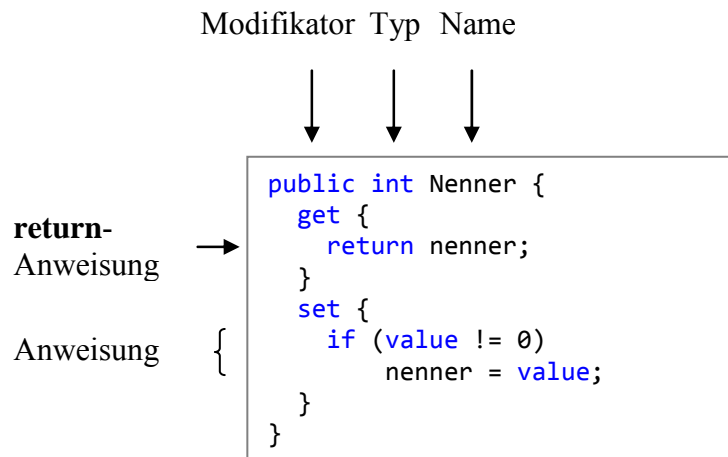 Modifikator Typ Name
public int Nenner {
get {
return-
Anweisung
return nenner;
}
set {
Anweisung {
if (value != 0)
nenner = value;
}
}